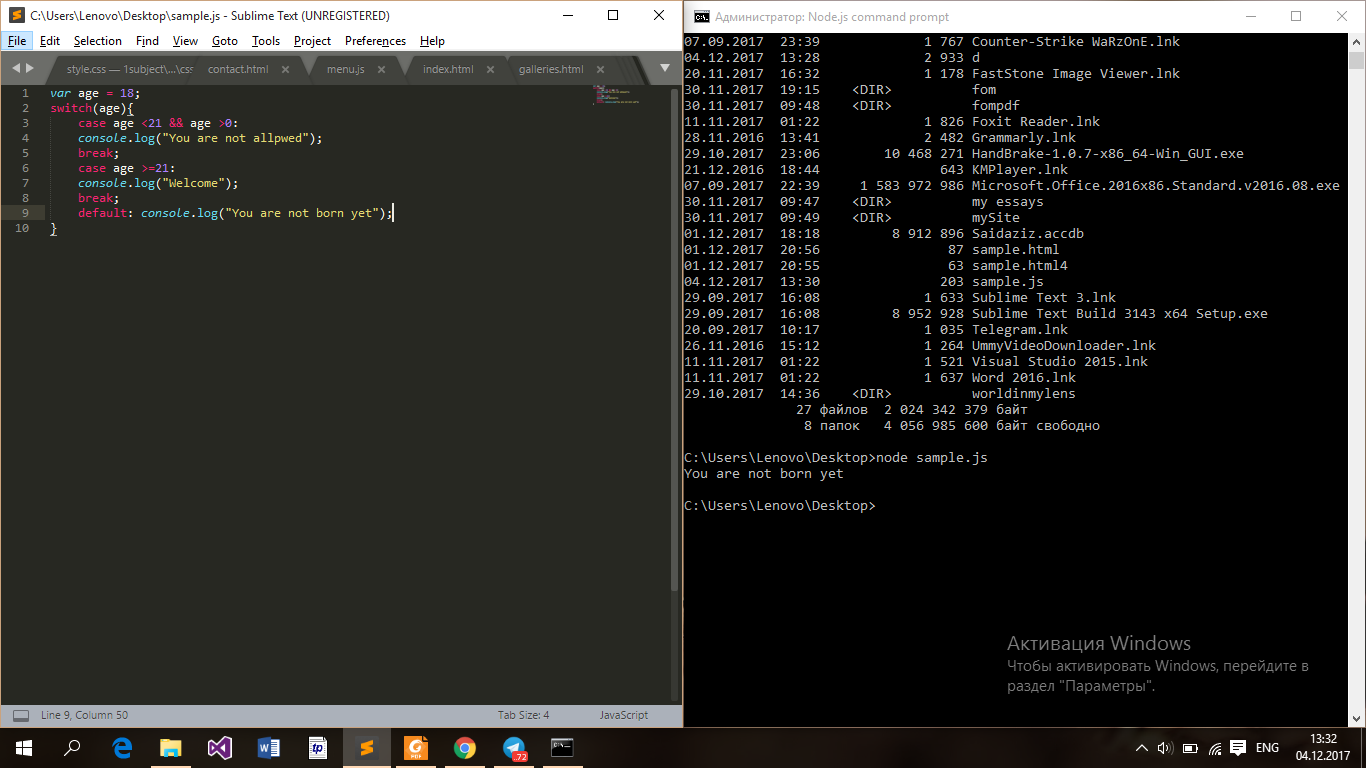 C:\Users\Lenovo\Desktop\sample.js - Sublime Text (UNREGISTERED)
File Edit Selection Find View Goto Tools Project Preferences Help
style.css — 1subject\...\css contact.html menu.js index.html galleries.html
1 var age = 18;
2 switch(age){
3 case age <21 && age >0:
4 console.log("You are not allpwed");
5 break;
6 case age >=21:
7 console.log("Welcome");
8 break;
9 default: console.log("You are not born yet");
10 }
Line 9, Column 50 Tab Size: 4 JavaScript
Администратор: Node.js command prompt
07.09.2017 23:39 1 767 Counter-Strike WaRzOnE.lnk
04.12.2017 13:28 2 933 d
20.11.2017 16:32 1 178 FastStone Image Viewer.lnk
30.11.2017 19:15 <DIR> fom
30.11.2017 09:48 <DIR> fompdf
11.11.2017 01:22 1 826 Foxit Reader.lnk
28.11.2016 13:41 2 482 Grammarly.lnk
29.10.2017 23:06 10 468 271 HandBrake-1.0.7-x86_64-Win_GUI.exe
21.12.2016 18:44 643 KMPlayer.lnk
07.09.2017 22:39 1 583 972 986 Microsoft.Office.2016x86.Standard.v2016.08.exe
30.11.2017 09:47 <DIR> my essays
30.11.2017 09:49 <DIR> mySite
01.12.2017 18:18 8 912 896 Saidaziz.accdb
01.12.2017 20:56 87 sample.html
01.12.2017 20:55 63 sample.html4
04.12.2017 13:30 203 sample.js
29.09.2017 16:08 1 633 Sublime Text 3.lnk
29.09.2017 16:08 8 952 928 Sublime Text Build 3143 x64 Setup.exe
20.09.2017 10:17 1 035 Telegram.lnk
26.11.2016 15:12 1 264 UmmyVideoDownloader.lnk
11.11.2017 01:22 1 521 Visual Studio 2015.lnk
11.11.2017 01:22 1 637 Word 2016.lnk
29.10.2017 14:36 <DIR> worldinmylens
27 файлов 2 024 342 379 байт
8 папок 4 056 985 600 байт свободно
C:\Users\Lenovo\Desktop>node sample.js
You are not born yet
C:\Users\Lenovo\Desktop>
Активация Windows
Чтобы активировать Windows, перейдите в
раздел "Параметры".
tp PDF 72 ENG 13:32
04.12.2017